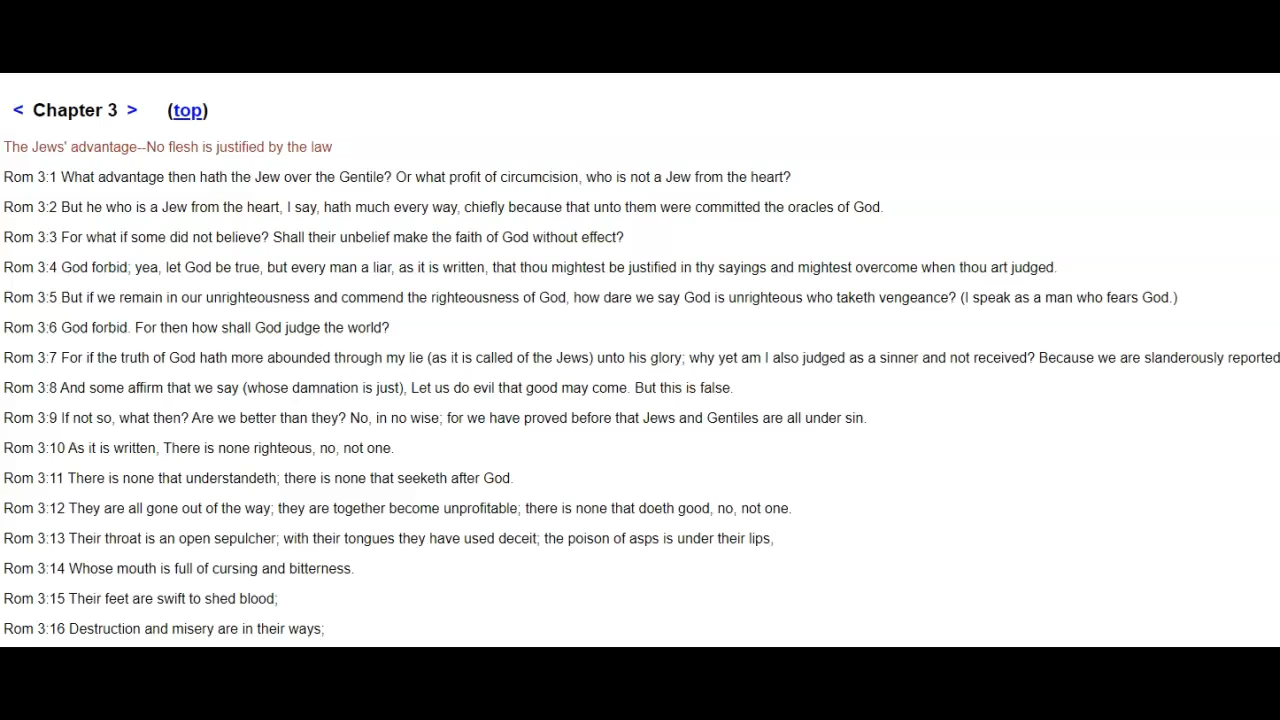 < Chapter 3 > (top)
The Jews' advantage--No flesh is justified by the law
Rom 3:1 What advantage then hath the Jew over the Gentile? Or what profit of circumcision, who is not a Jew from the heart?
Rom 3:2 But he who is a Jew from the heart, I say, hath much every way, chiefly because that unto them were committed the oracles of God.
Rom 3:3 For what if some did not believe? Shall their unbelief make the faith of God without effect?
Rom 3:4 God forbid; yea, let God be true, but every man a liar, as it is written, that thou mightest be justified in thy sayings and mightest overcome when thou art judged.
Rom 3:5 But if we remain in our unrighteousness and commend the righteousness of God, how dare we say God is unrighteous who taketh vengeance? (I speak as a man who fears God.)
Rom 3:6 God forbid. For then how shall God judge the world?
Rom 3:7 For if the truth of God hath more abounded through my lie (as it is called of the Jews) unto his glory; why yet am I also judged as a sinner and not received? Because we are slanderously reported
Rom 3:8 And some affirm that we say (whose damnation is just), Let us do evil that good may come. But this is false.
Rom 3:9 If not so, what then? Are we better than they? No, in no wise; for we have proved before that Jews and Gentiles are all under sin.
Rom 3:10 As it is written, There is none righteous, no, not one.
Rom 3:11 There is none that understandeth; there is none that seeketh after God.
Rom 3:12 They are all gone out of the way; they are together become unprofitable; there is none that doeth good, no, not one.
Rom 3:13 Their throat is an open sepulcher; with their tongues they have used deceit; the poison of asps is under their lips,
Rom 3:14 Whose mouth is full of cursing and bitterness.
Rom 3:15 Their feet are swift to shed blood;
Rom 3:16 Destruction and misery are in their ways;